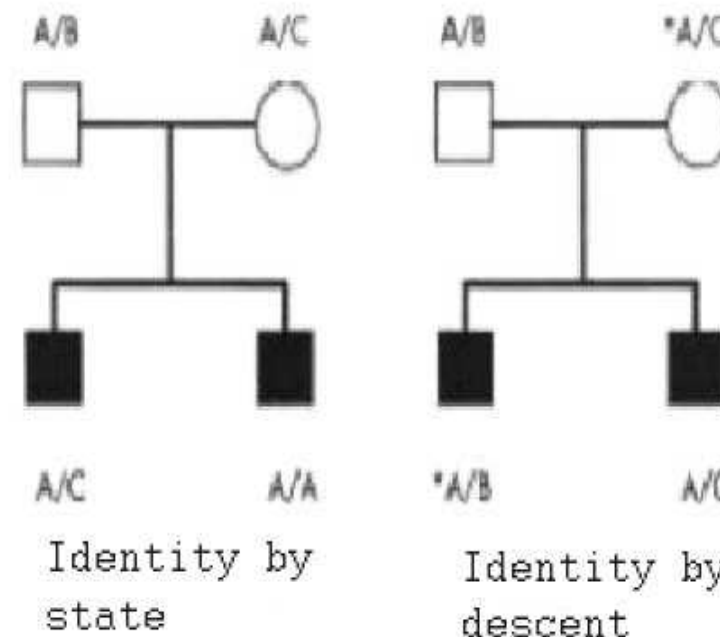 A/B A/C A/B *A/C
A/C A/A *A/B A/C
Identity by
state
Identity by
descent